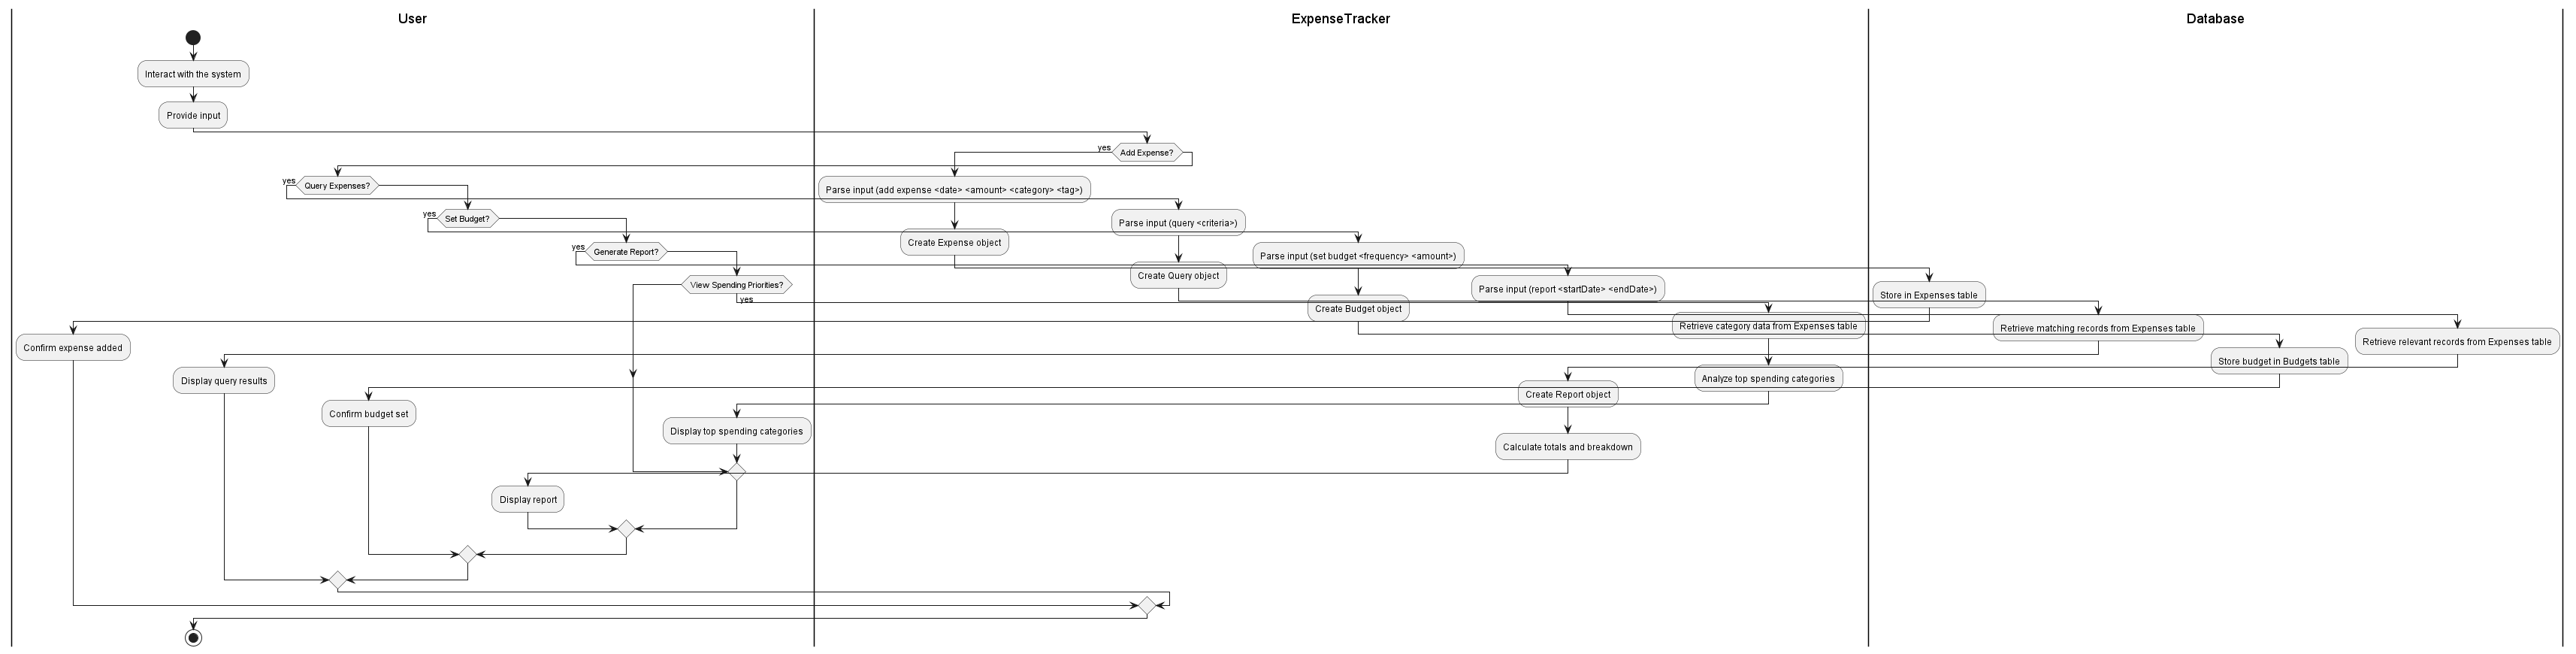 User
ExpenseTracker
Database
Interact with the system
Provide input
yes
Add Expense?
yes
Query Expenses?
Parse input (add expense <date> <amount> <category> <tag>)
yes
Set Budget?
Parse input (query <criteria>)
Create Expense object
yes
Generate Report?
Parse input (set budget <frequency> <amount>)
Create Query object
View Spending Priorities?
yes
Parse input (report <startDate> <endDate>)
Store in Expenses table
Create Budget object
Retrieve category data from Expenses table
Retrieve matching records from Expenses table
Retrieve relevant records from Expenses table
Confirm expense added
Store budget in Budgets table
Display query results
Analyze top spending categories
Create Report object
Confirm budget set
Display top spending categories
Calculate totals and breakdown
Display report